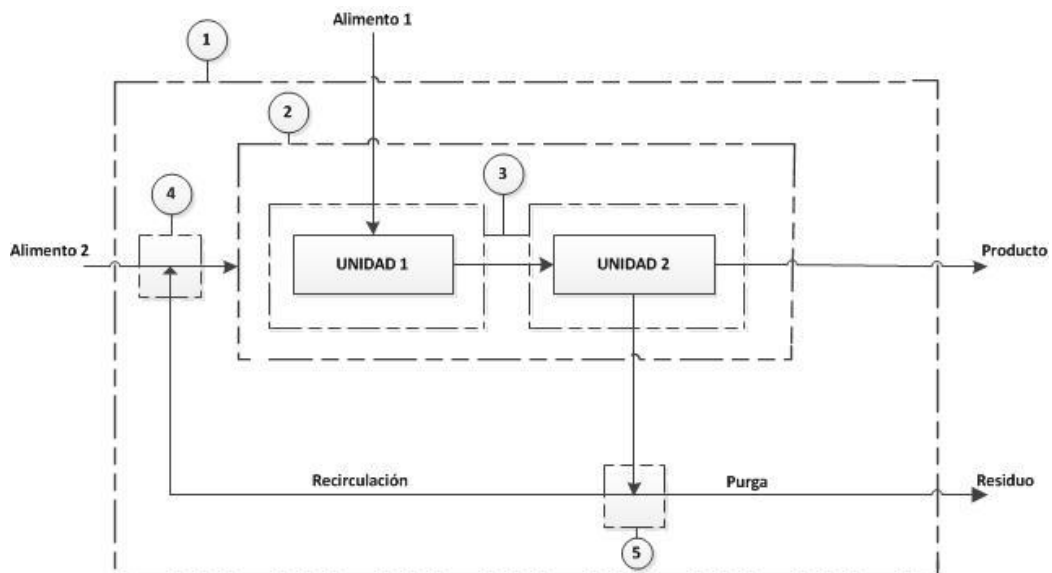 Alimento 1
1
2
3
4
Alimento 2
UNIDAD 1
UNIDAD 2
Producto
Recirculación
Purga
Residuo
5